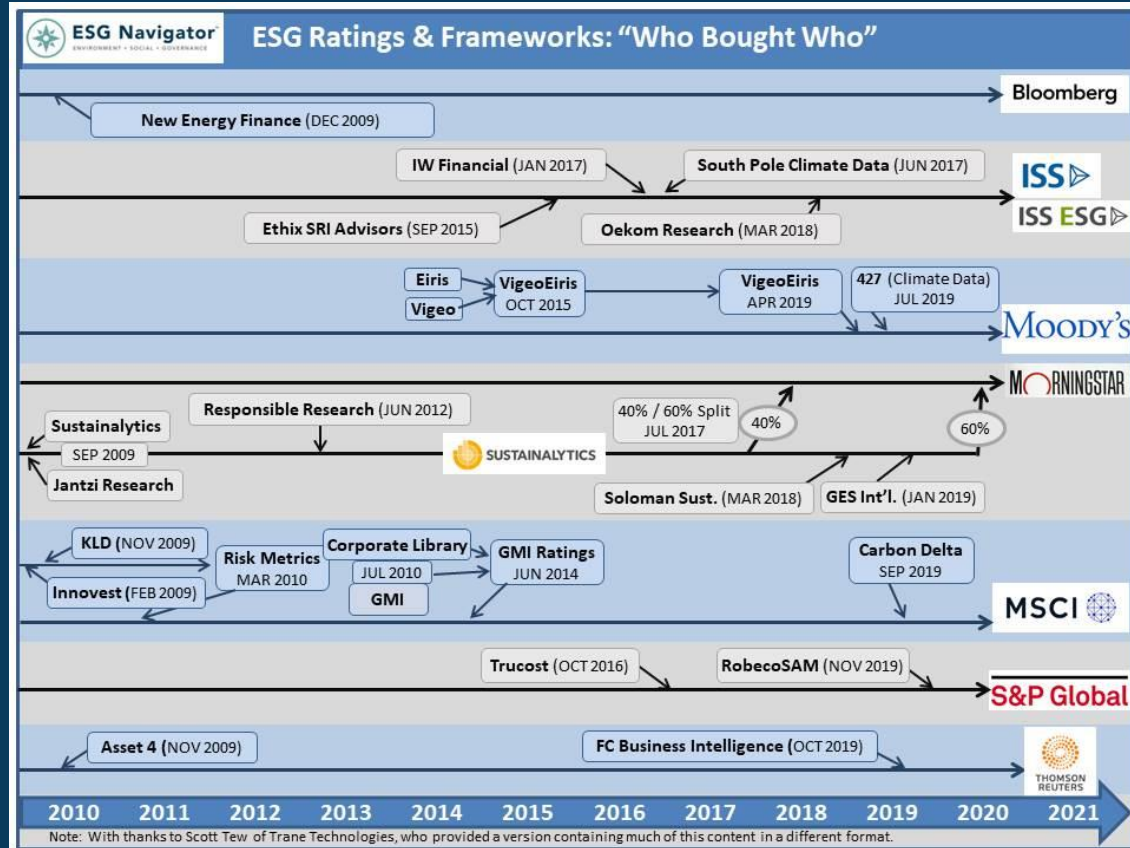 ESG Navigator
ENVIRONMENT • SOCIAL • GOVERNANCE
ESG Ratings & Frameworks: “Who Bought Who”
Bloomberg
New Energy Finance (DEC 2009)
IW Financial (JAN 2017)
South Pole Climate Data (JUN 2017)
ISS
ISS ESG
Ethix SRI Advisors (SEP 2015)
Oekom Research (MAR 2018)
Eiris
Vigeo
VigeoEiris
OCT 2015
VigeoEiris
APR 2019
427 (Climate Data)
JUL 2019
MOODY'S
MORNINGSTAR
Responsible Research (JUN 2012)
40% / 60% Split
JUL 2017
40%
60%
Sustainalytics
SEP 2009
Jantzi Research
SUSTAINALYTICS
Soloman Sust. (MAR 2018)
GES Int’l. (JAN 2019)
KLD (NOV 2009)
Innovest (FEB 2009)
Risk Metrics
MAR 2010
Corporate Library
JUL 2010
GMI
GMI Ratings
JUN 2014
Carbon Delta
SEP 2019
MSCI
Trucost (OCT 2016)
RobecoSAM (NOV 2019)
S&P Global
Asset 4 (NOV 2009)
FC Business Intelligence (OCT 2019)
THOMSON
REUTERS
2010 2011 2012 2013 2014 2015 2016 2017 2018 2019 2020 2021
Note: With thanks to Scott Tew of Trane Technologies, who provided a version containing much of this content in a different format.